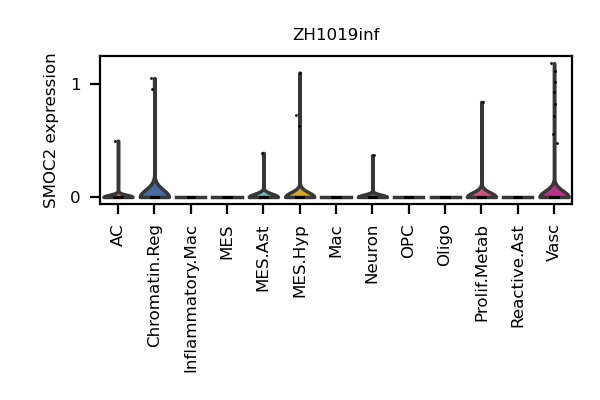 ZH1019inf
SMOC2 expression
1
0
AC
Chromatin.Reg
Inflammatory.Mac
MES
MES.Ast
MES.Hyp
Mac
Neuron
OPC
Oligo
Prolif.Metab
Reactive.Ast
Vasc